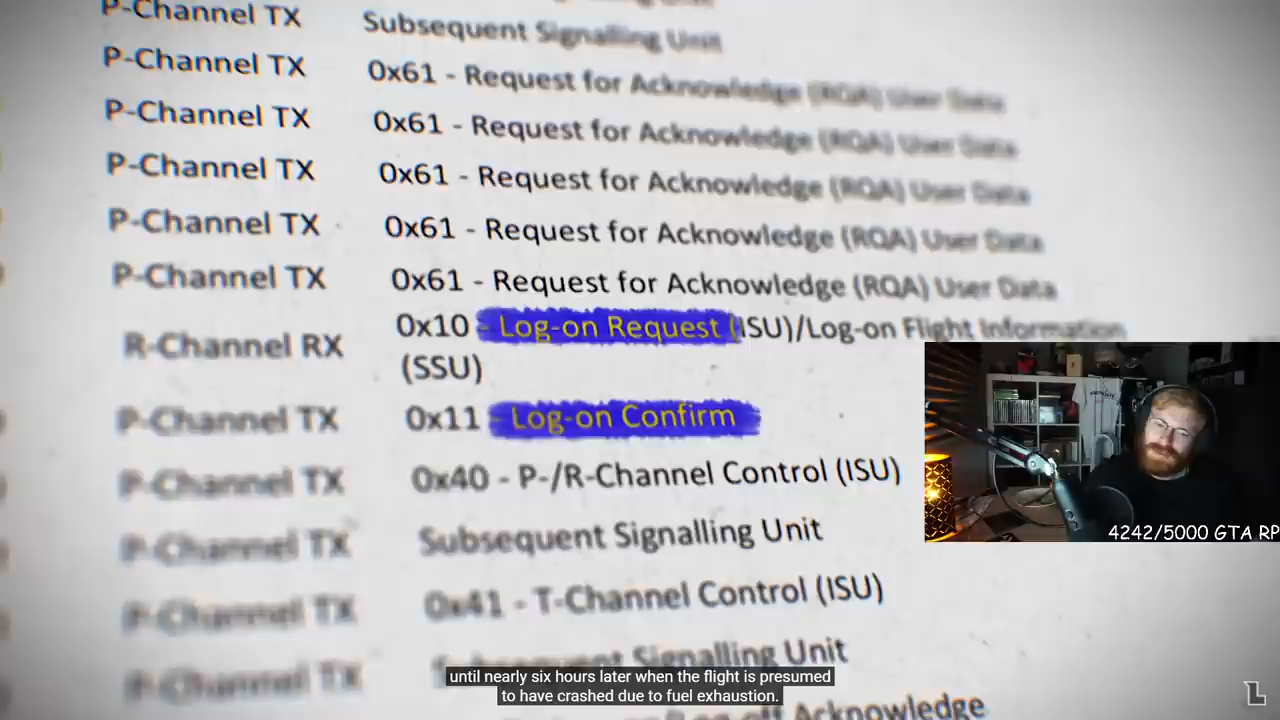 P-Channel TX Subsequent Signalling Unit
P-Channel TX 0x61 - Request for Acknowledge (RQA) User Data
P-Channel TX 0x61 - Request for Acknowledge (RQA) User Data
P-Channel TX 0x61 - Request for Acknowledge (RQA) User Data
P-Channel TX 0x61 - Request for Acknowledge (RQA) User Data
P-Channel TX 0x61 - Request for Acknowledge (RQA) User Data
R-Channel RX 0x10 - Log-on Request (ISU)/Log-on Flight Information
(SSU)
P-Channel TX 0x11 - Log-on Confirm
P-Channel TX 0x40 - P-/R-Channel Control (ISU)
P-Channel TX Subsequent Signalling Unit
P-Channel TX 0x41 - T-Channel Control (ISU)
P-Channel TX Subsequent Signalling Unit
Acknowledge
4242/5000 GTA RP
until nearly six hours later when the flight is presumed
to have crashed due to fuel exhaustion.